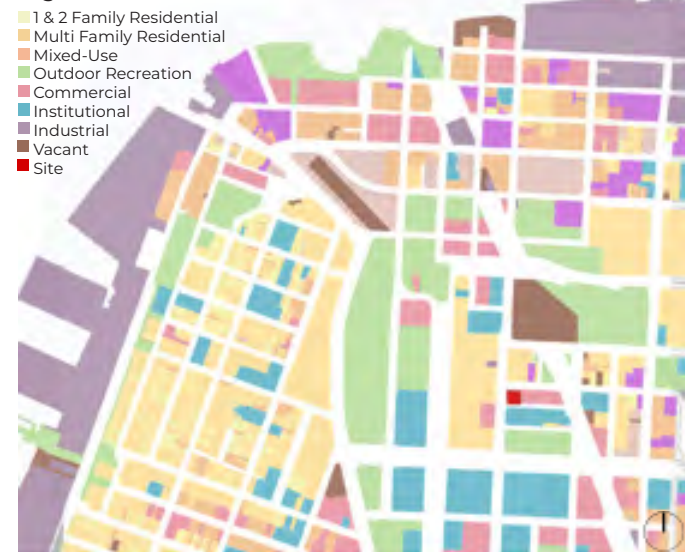 1 & 2 Family Residential
Multi Family Residential
Mixed-Use
Outdoor Recreation
Commercial
Institutional
Industrial
Vacant
Site